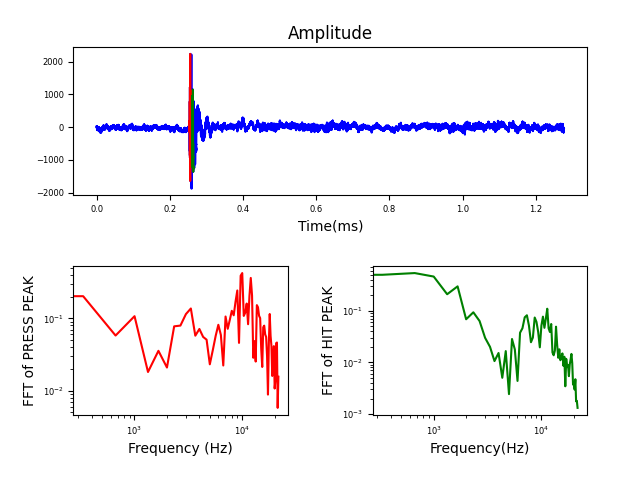 Amplitude
2000
1000
0
−1000
−2000
0.0 0.2 0.4 0.6 0.8 1.0 1.2
Time(ms)
FFT of PRESS PEAK
10⁻¹
10⁻²
10³ 10⁴
Frequency (Hz)
FFT of HIT PEAK
10⁻¹
10⁻²
10⁻³
10³ 10⁴
Frequency(Hz)